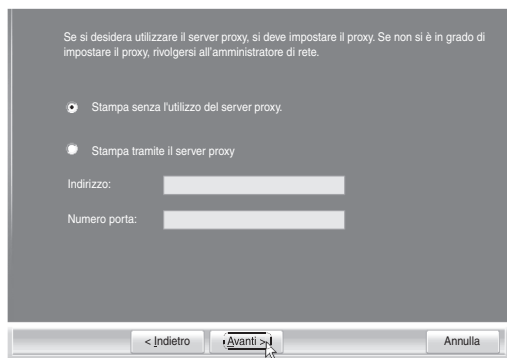 Se si desidera utilizzare il server proxy, si deve impostare il proxy. Se non si è in grado di
impostare il proxy, rivolgersi all'amministratore di rete.
Stampa senza l'utilizzo del server proxy.
Stampa tramite il server proxy
Indirizzo:
Numero porta:
< Indietro
Avanti >
Annulla